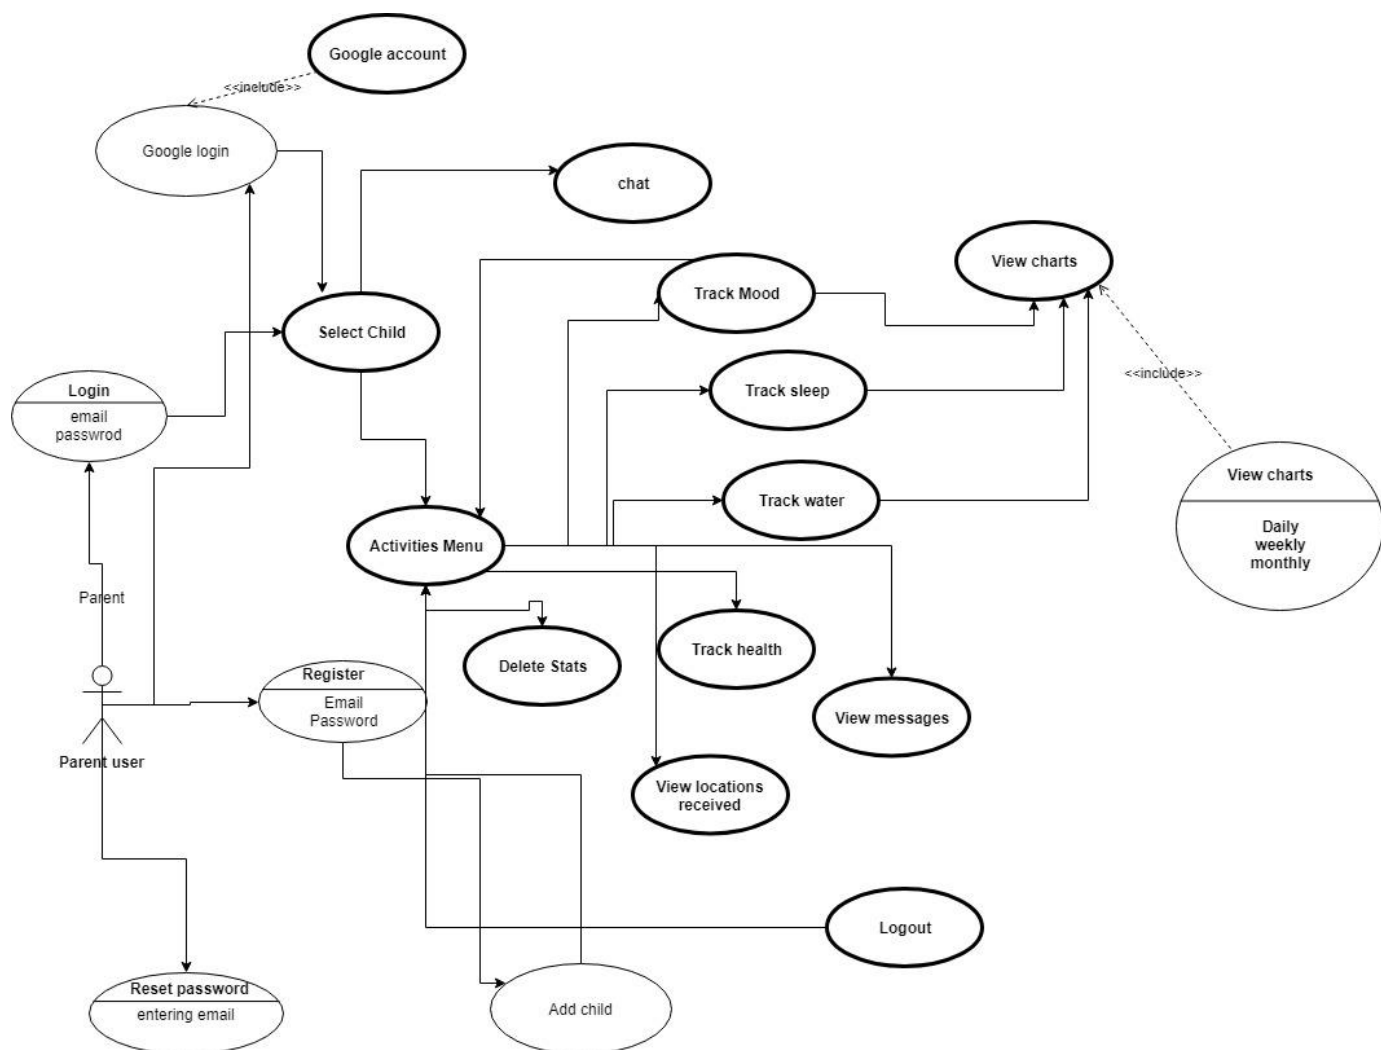 Google account
<<include>>
Google login
chat
View charts
Track Mood
Select Child
Track sleep
<<include>>
Login
email
passwrod
View charts
Daily
weekly
monthly
Track water
Activities Menu
Parent
Track health
Delete Stats
Register
Email
Password
View messages
Parent user
View locations
received
Logout
Reset password
entering email
Add child